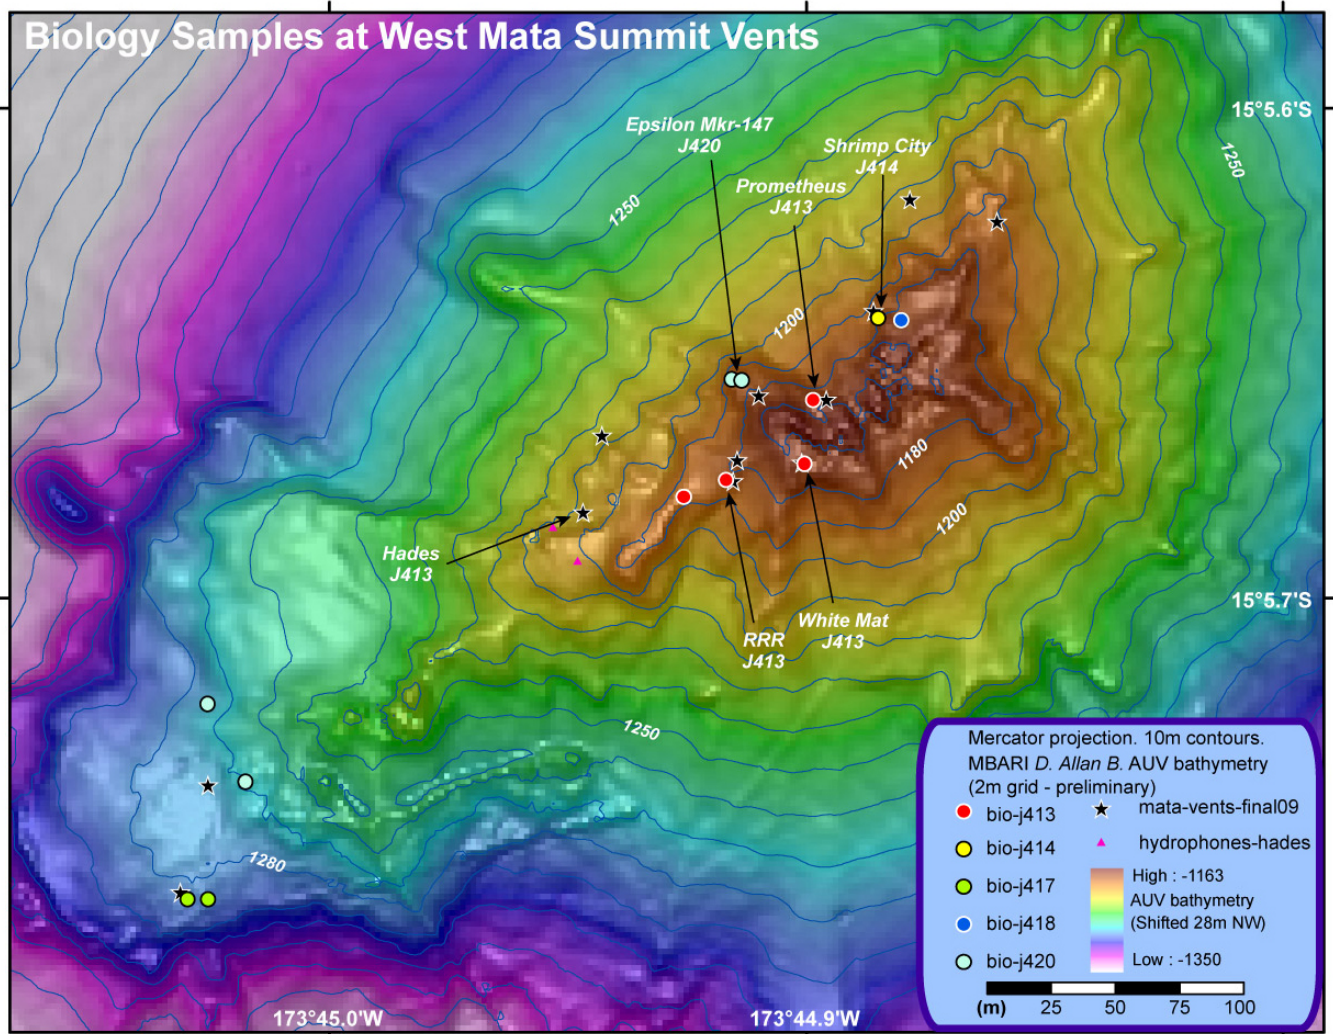 Biology Samples at West Mata Summit Vents
15°5.6'S
Epsilon Mkr-147
J420
Shrimp City
J414
Prometheus
J413
1250
1250
1200
1180
1200
Hades
J413
15°5.7'S
White Mat
J413
RRR
J413
1250
1280
Mercator projection. 10m contours.
MBARI D. Allan B. AUV bathymetry
(2m grid - preliminary)
bio-j413
mata-vents-final09
bio-j414
hydrophones-hades
bio-j417
High : -1163
AUV bathymetry
(Shifted 28m NW)
bio-j418
bio-j420
Low : -1350
(m) 25 50 75 100
173°45.0'W
173°44.9'W